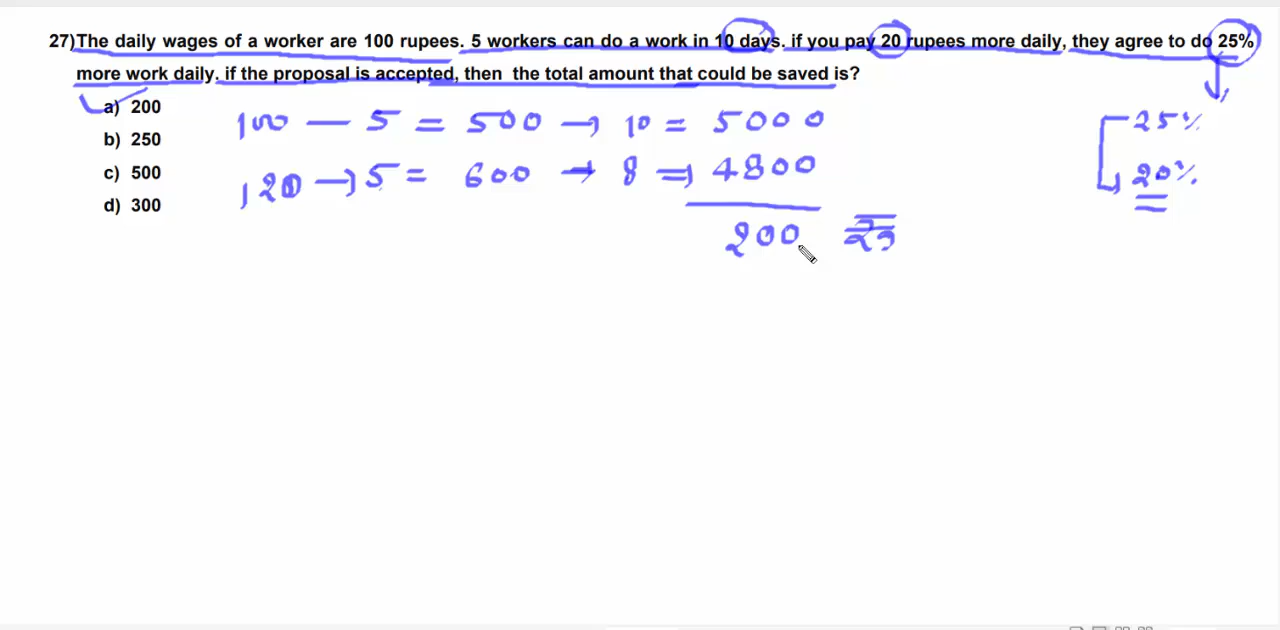 27)The daily wages of a worker are 100 rupees. 5 workers can do a work in 10 days. if you pay 20 rupees more daily, they agree to do 25%
more work daily. if the proposal is accepted, then the total amount that could be saved is?
a) 200
b) 250
c) 500
d) 300
100 — 5 = 500 → 10 = 5000
120 → 5 = 600 → 8 ⇒ 4800
200
25%
20%